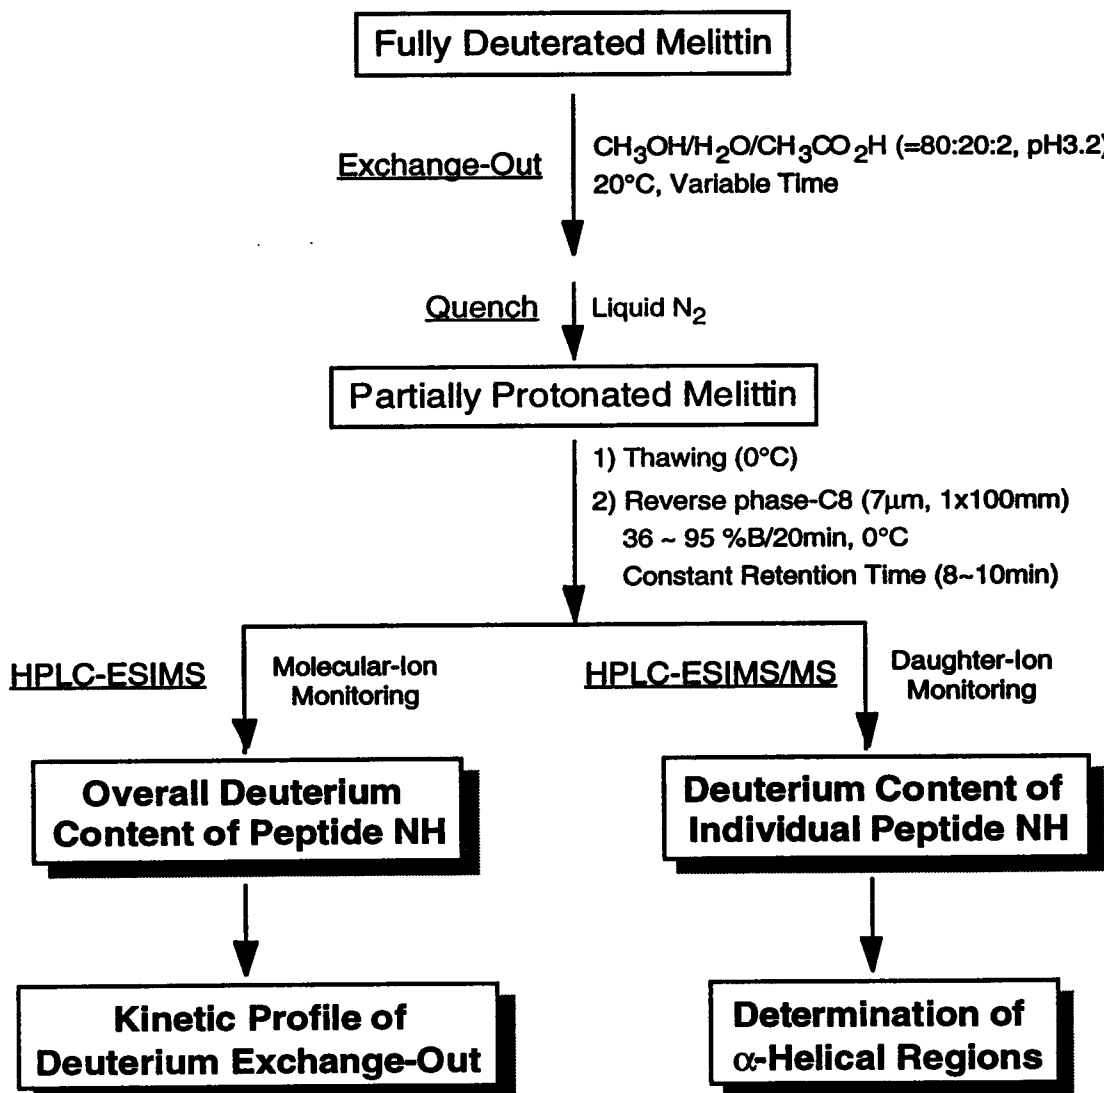 Fully Deuterated Melittin
Exchange-Out
CH₃OH/H₂O/CH₃CO₂H (=80:20:2, pH3.2)
20°C, Variable Time
Quench
Liquid N₂
Partially Protonated Melittin
1) Thawing (0°C)
2) Reverse phase-C8 (7μm, 1x100mm)
36 ~ 95 %B/20min, 0°C
Constant Retention Time (8~10min)
HPLC-ESIMS
Molecular-Ion
Monitoring
HPLC-ESIMS/MS
Daughter-Ion
Monitoring
Overall Deuterium
Content of Peptide NH
Deuterium Content of
Individual Peptide NH
Kinetic Profile of
Deuterium Exchange-Out
Determination of
α-Helical Regions